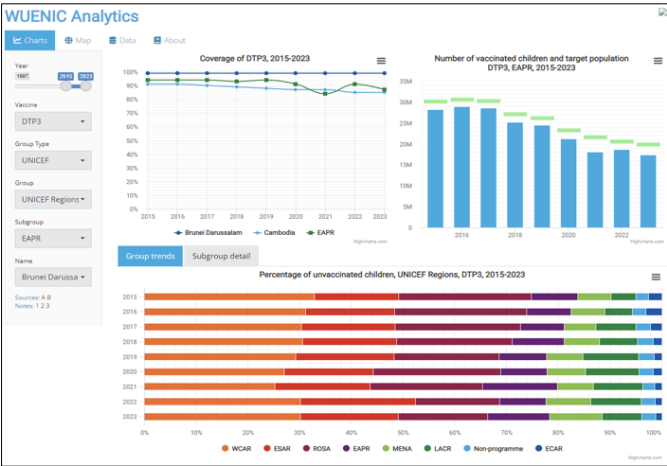 WUENIC Analytics
Charts Map Data About
Year
1997 2015 2023
Vaccine
DTP3
Group Type
UNICEF
Group
UNICEF Regions
Subgroup
EAPR
Name
Brunei Darussa
Sources: A B
Notes: 1 2 3
Coverage of DTP3, 2015-2023
100%
90%
80%
70%
60%
50%
40%
30%
20%
10%
0%
2015 2016 2017 2018 2019 2020 2021 2022 2023
Brunei Darussalam Cambodia EAPR
Highcharts.com
Number of vaccinated children and target population
DTP3, EAPR, 2015-2023
35M
30M
25M
20M
15M
10M
5M
0
2016 2018 2020 2022
Highcharts.com
Group trends Subgroup detail
Percentage of unvaccinated children, UNICEF Regions, DTP3, 2015-2023
2015
2016
2017
2018
2019
2020
2021
2022
2023
0% 10% 20% 30% 40% 50% 60% 70% 80% 90% 100%
WCAR ESAR ROSA EAPR MENA LACR Non-programme ECAR
Highcharts.com